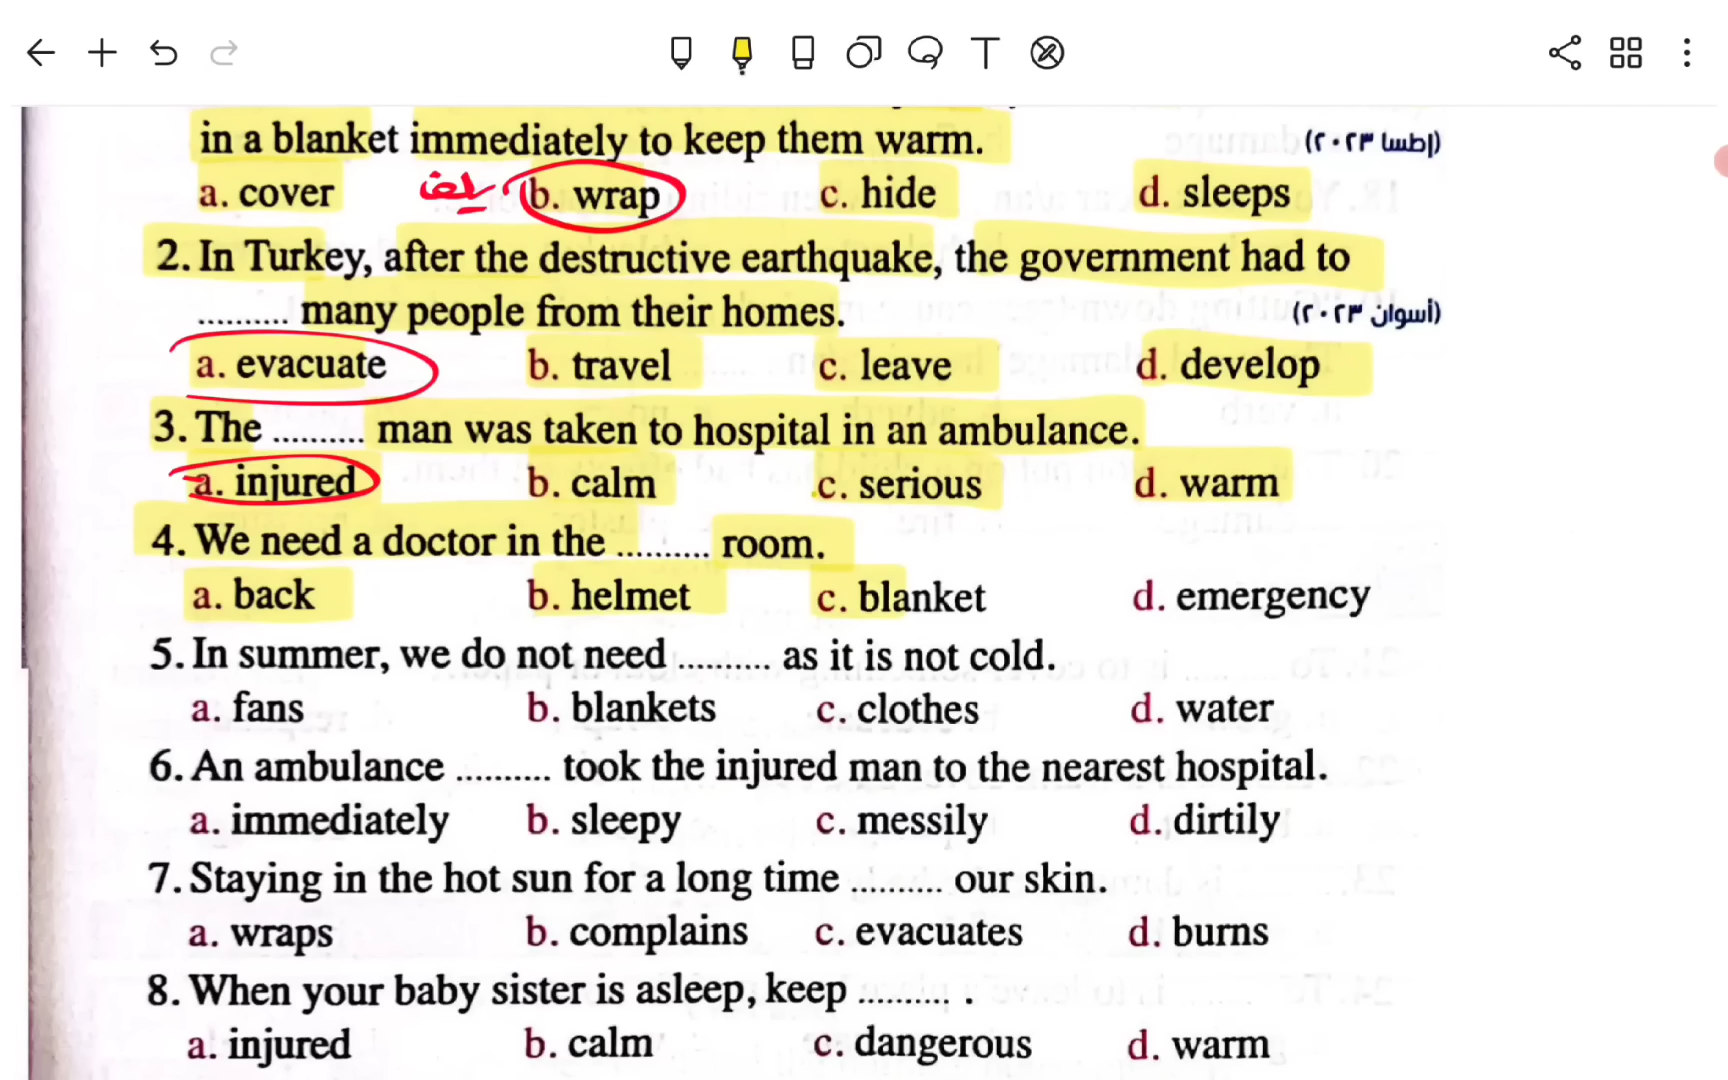 in a blanket immediately to keep them warm. (إطسا ٢٠٢٣)
a. cover يلف b. wrap c. hide d. sleeps
2. In Turkey, after the destructive earthquake, the government had to
.......... many people from their homes. (أسوان ٢٠٢٣)
a. evacuate b. travel c. leave d. develop
3. The .......... man was taken to hospital in an ambulance.
a. injured b. calm c. serious d. warm
4. We need a doctor in the .......... room.
a. back b. helmet c. blanket d. emergency
5. In summer, we do not need .......... as it is not cold.
a. fans b. blankets c. clothes d. water
6. An ambulance .......... took the injured man to the nearest hospital.
a. immediately b. sleepy c. messily d. dirtily
7. Staying in the hot sun for a long time .......... our skin.
a. wraps b. complains c. evacuates d. burns
8. When your baby sister is asleep, keep .......... .
a. injured b. calm c. dangerous d. warm